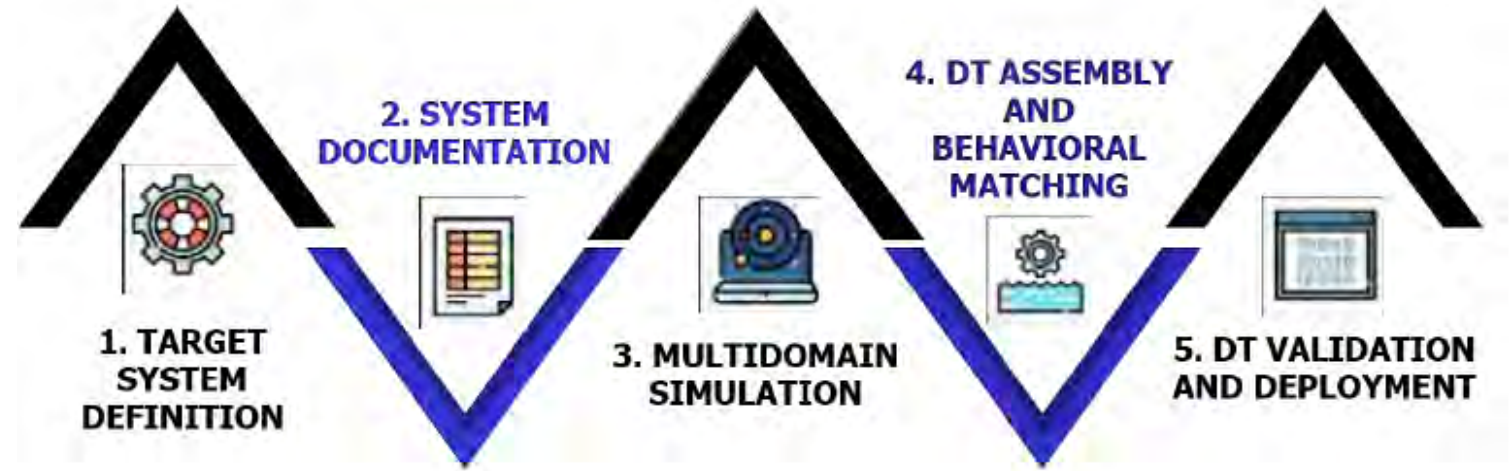 1. TARGET
SYSTEM
DEFINITION
2. SYSTEM
DOCUMENTATION
3. MULTIDOMAIN
SIMULATION
4. DT ASSEMBLY
AND
BEHAVIORAL
MATCHING
5. DT VALIDATION
AND DEPLOYMENT